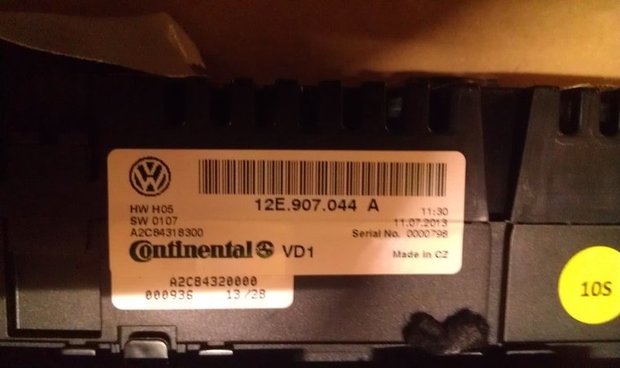 12E.907.044 A
HW H05
SW 0107
A2C84318300
11:30
11.07.2013
Serial No. 0000798
Continental VD1
Made in CZ
A2C84320000
000936 13/28
10S